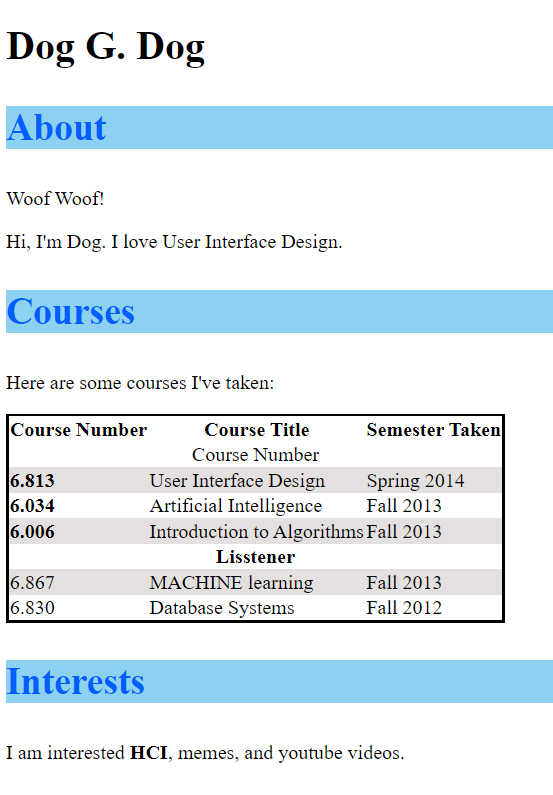 Dog G. Dog
About
Woof Woof!
Hi, I'm Dog. I love User Interface Design.
Courses
Here are some courses I've taken:
Course Number Course Title Semester Taken
Course Number
6.813 User Interface Design Spring 2014
6.034 Artificial Intelligence Fall 2013
6.006 Introduction to Algorithms Fall 2013
Lisstener
6.867 MACHINE learning Fall 2013
6.830 Database Systems Fall 2012
Interests
I am interested HCI, memes, and youtube videos.